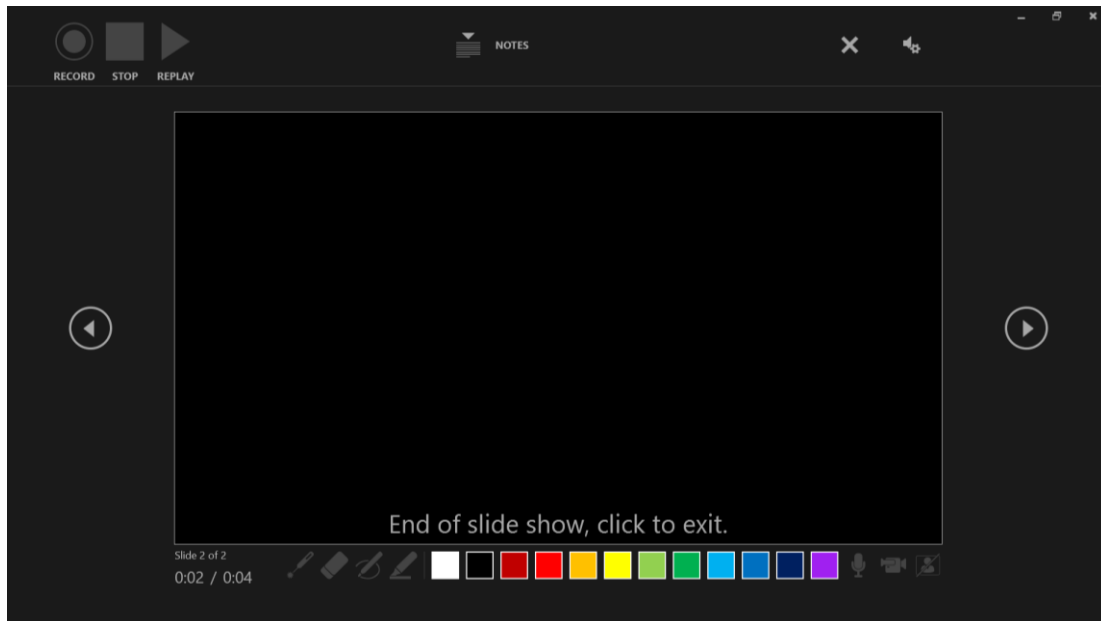 RECORD STOP REPLAY
NOTES
End of slide show, click to exit.
Slide 2 of 2
0:02 / 0:04